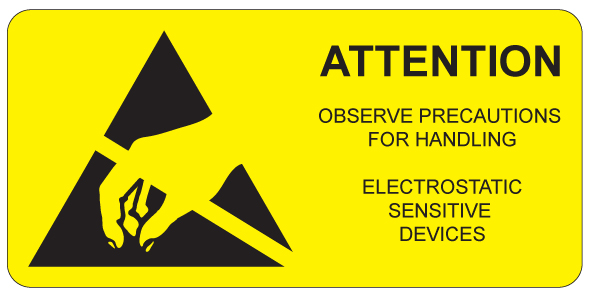 ATTENTION
OBSERVE PRECAUTIONS
FOR HANDLING
ELECTROSTATIC
SENSITIVE
DEVICES